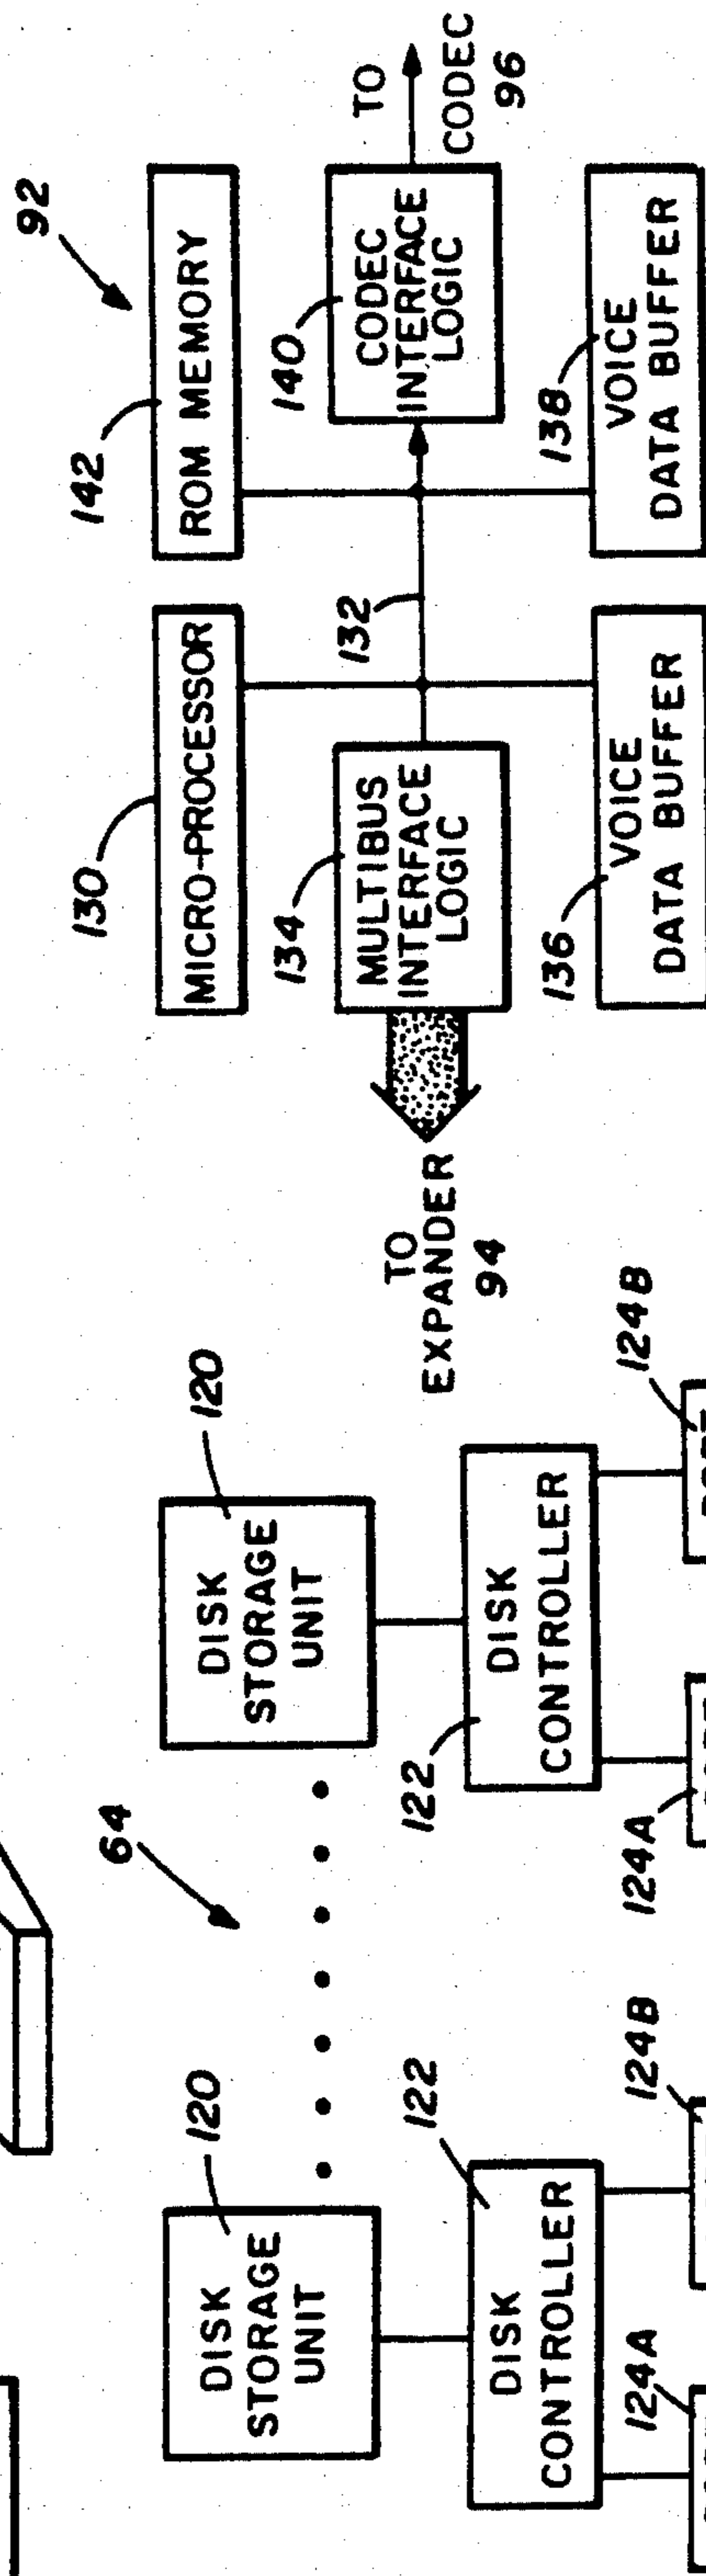 64
120
DISK
STORAGE
UNIT
122
DISK
CONTROLLER
124A
124B
120
DISK
STORAGE
UNIT
122
DISK
CONTROLLER
124A
124B
92
130
MICRO-PROCESSOR
142
ROM MEMORY
134
MULTIBUS
INTERFACE
LOGIC
132
140
CODEC
INTERFACE
LOGIC
TO
CODEC
96
TO
EXPANDER
94
136
VOICE
DATA BUFFER
138
VOICE
DATA BUFFER